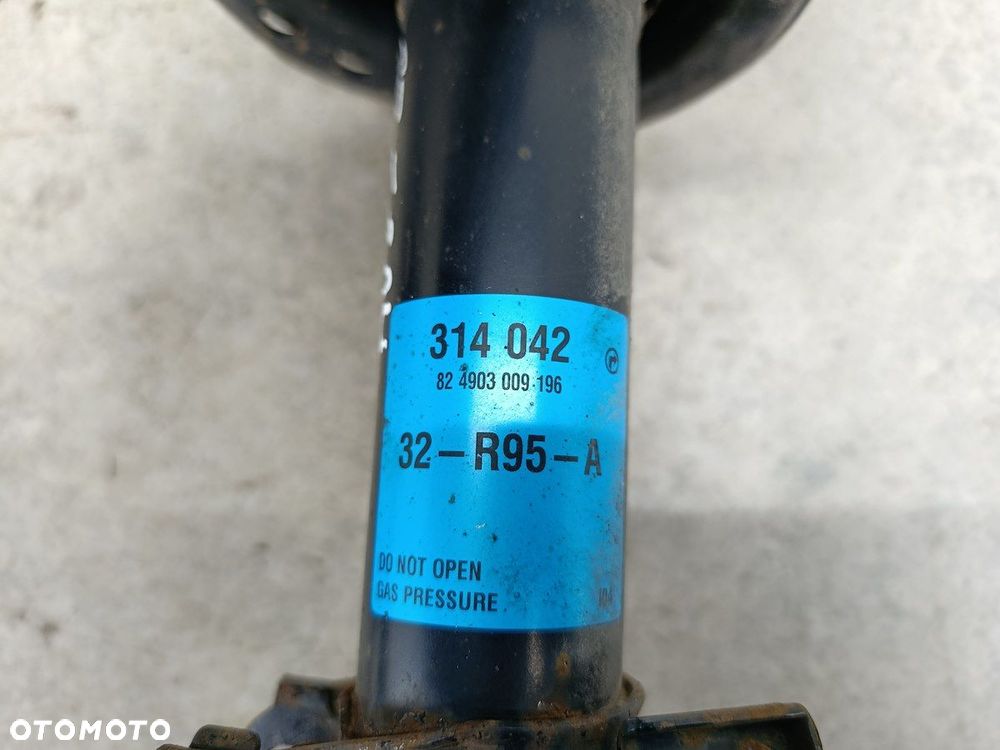 314 042
82 4903 009 196
32-R95-A
DO NOT OPEN
GAS PRESSURE
OTOMOTO